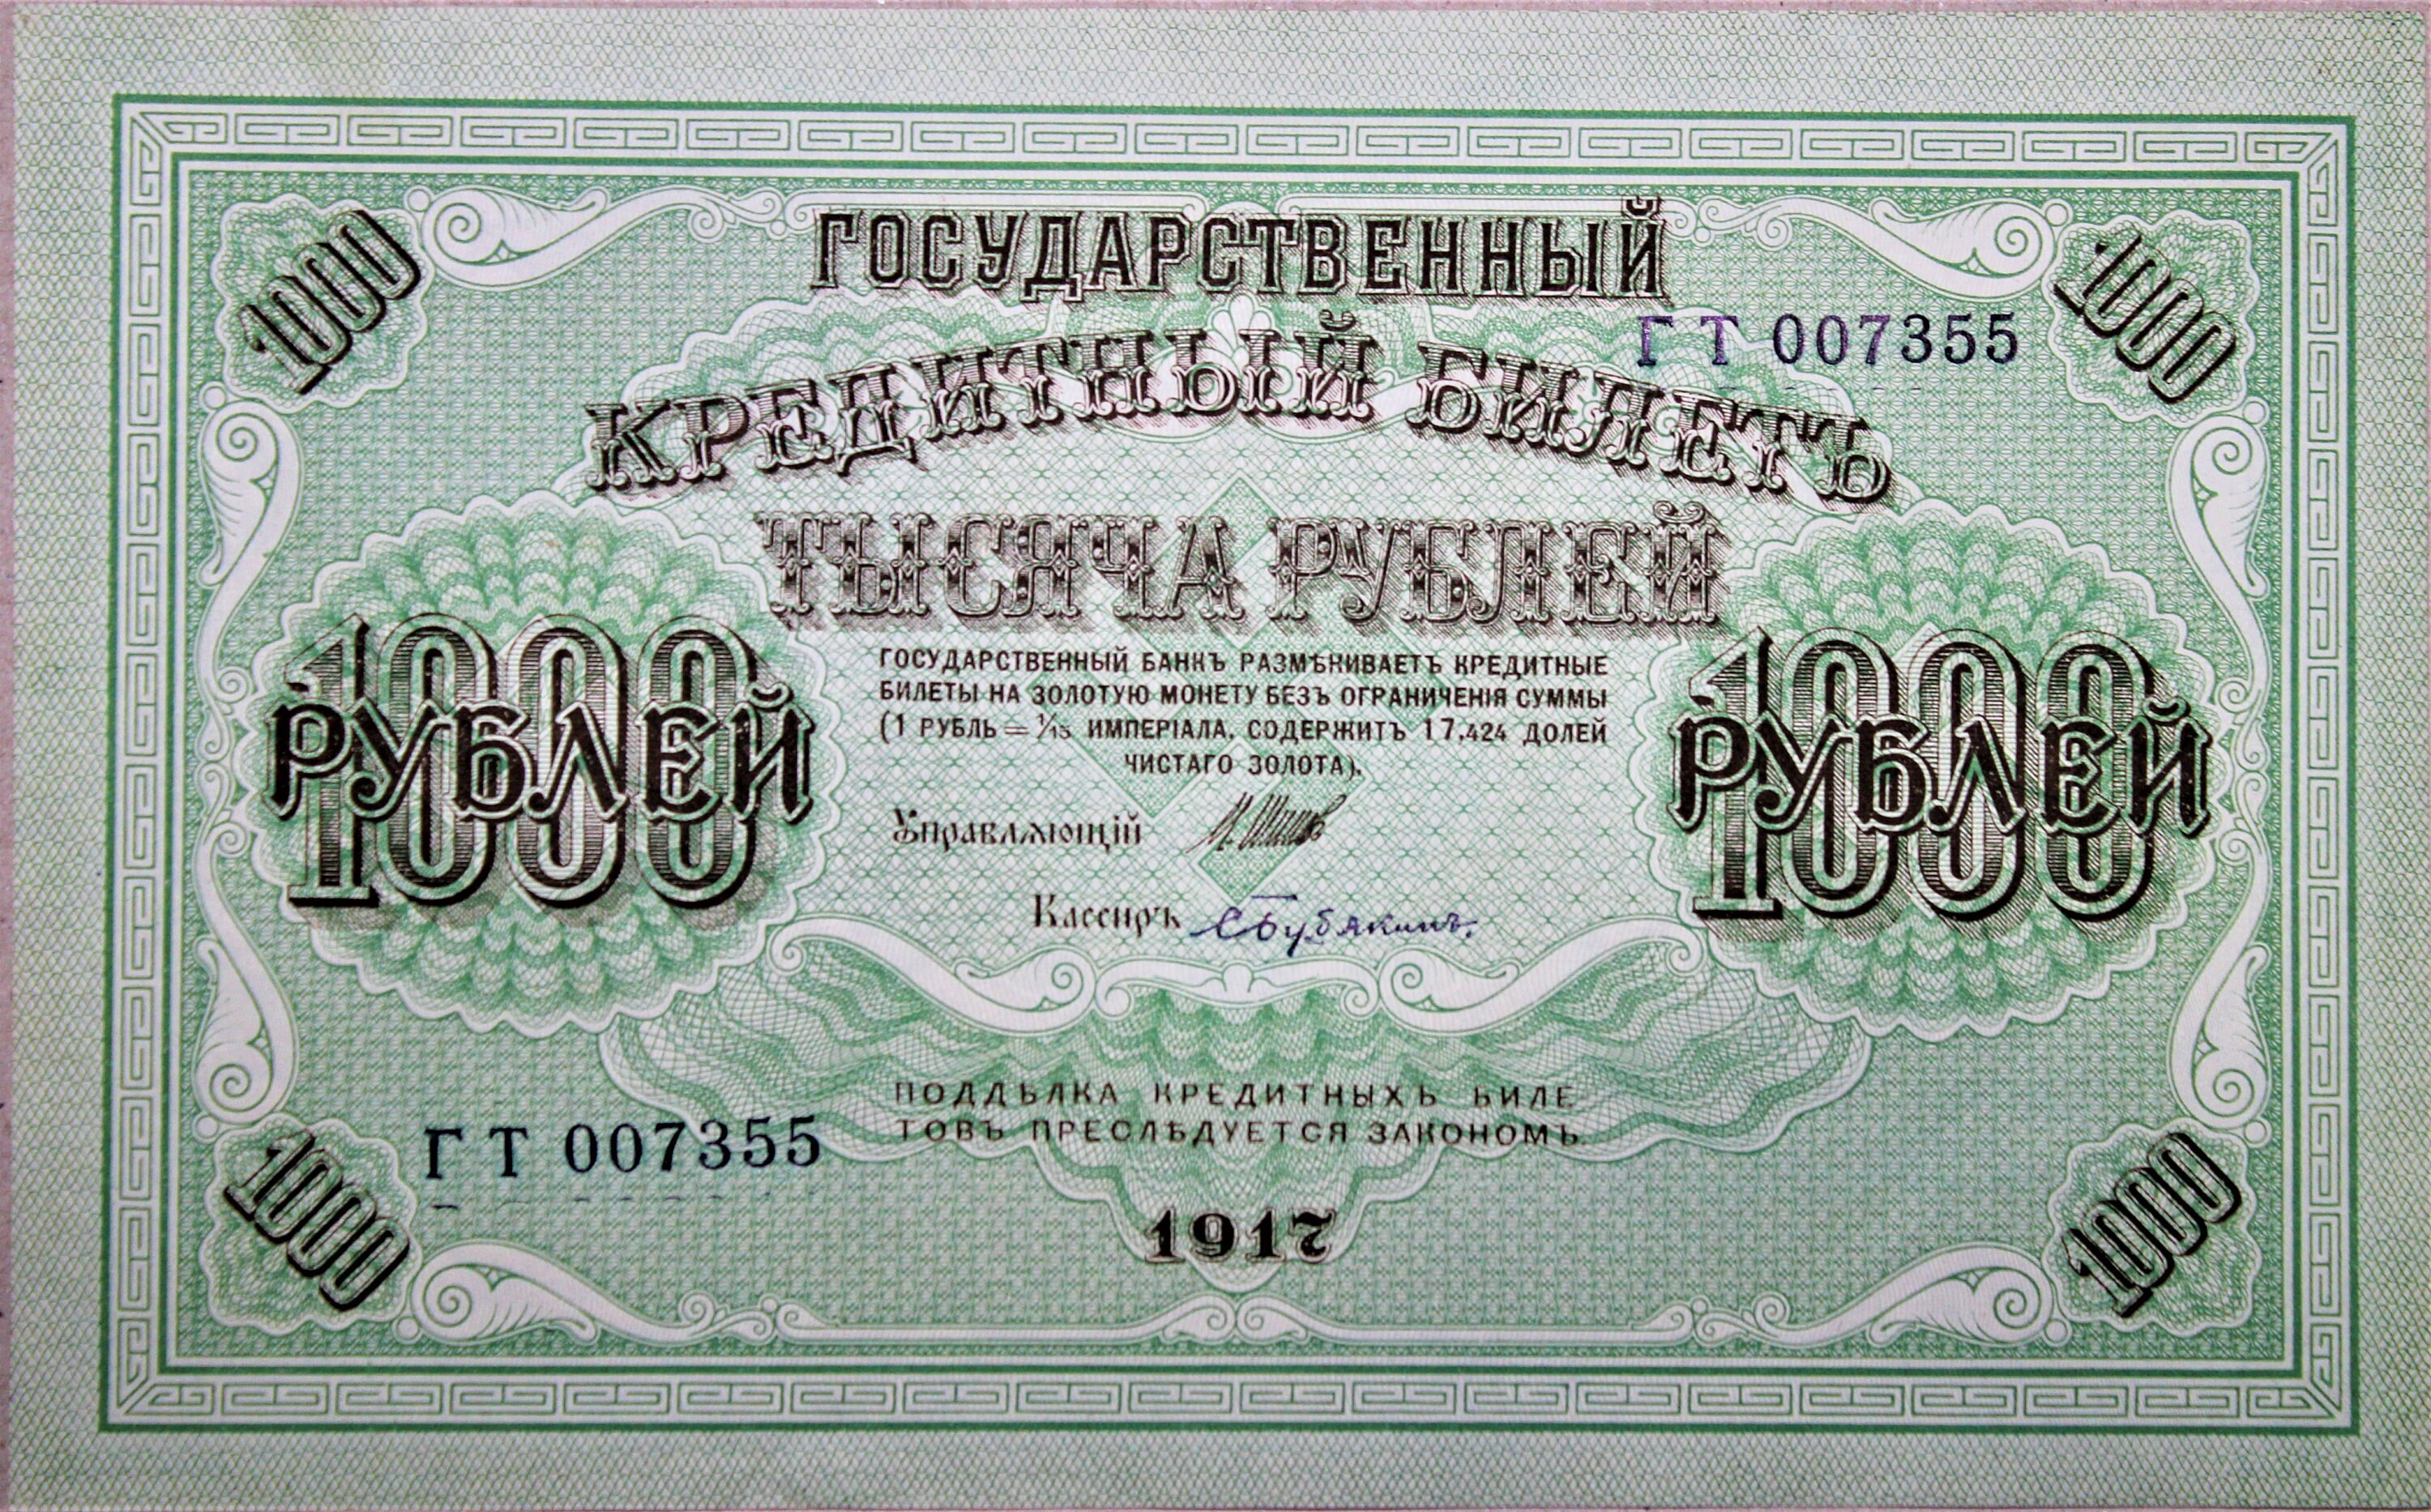 1000
ГОСУДАРСТВЕННЫЙ
1000
ГТ 007355
КРЕДИТНЫЙ БИЛЕТЪ
ТЫСЯЧА РУБЛЕЙ
1000
РУБЛЕЙ
ГОСУДАРСТВЕННЫЙ БАНКЪ РАЗМѢНИВАЕТЪ КРЕДИТНЫЕ
БИЛЕТЫ НА ЗОЛОТУЮ МОНЕТУ БЕЗЪ ОГРАНИЧЕНІЯ СУММЫ
(1 РУБЛЬ = 1/15 ИМПЕРІАЛА, СОДЕРЖИТЪ 17,424 ДОЛЕЙ
ЧИСТАГО ЗОЛОТА).
1000
РУБЛЕЙ
Управляющій И. Шипов
Кассиръ С Бубякинъ.
ПОДДѢЛКА КРЕДИТНЫХЪ БИЛЕ
ТОВЪ ПРЕСЛѢДУЕТСЯ ЗАКОНОМЪ.
ГТ 007355
1000
1917
1000